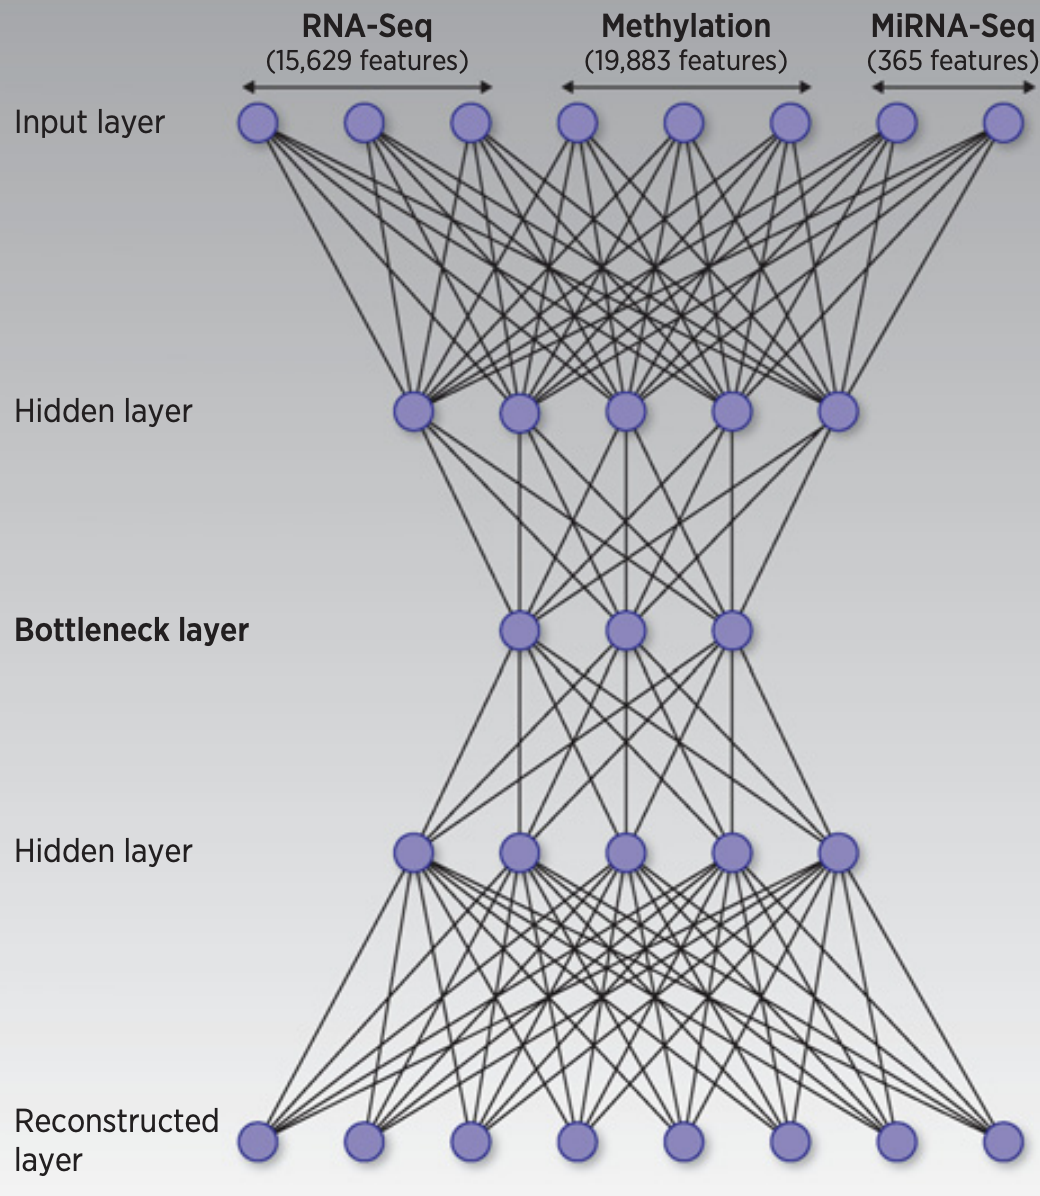 RNA-Seq
(15,629 features)
Methylation
(19,883 features)
MiRNA-Seq
(365 features)
Input layer
Hidden layer
Bottleneck layer
Hidden layer
Reconstructed
layer